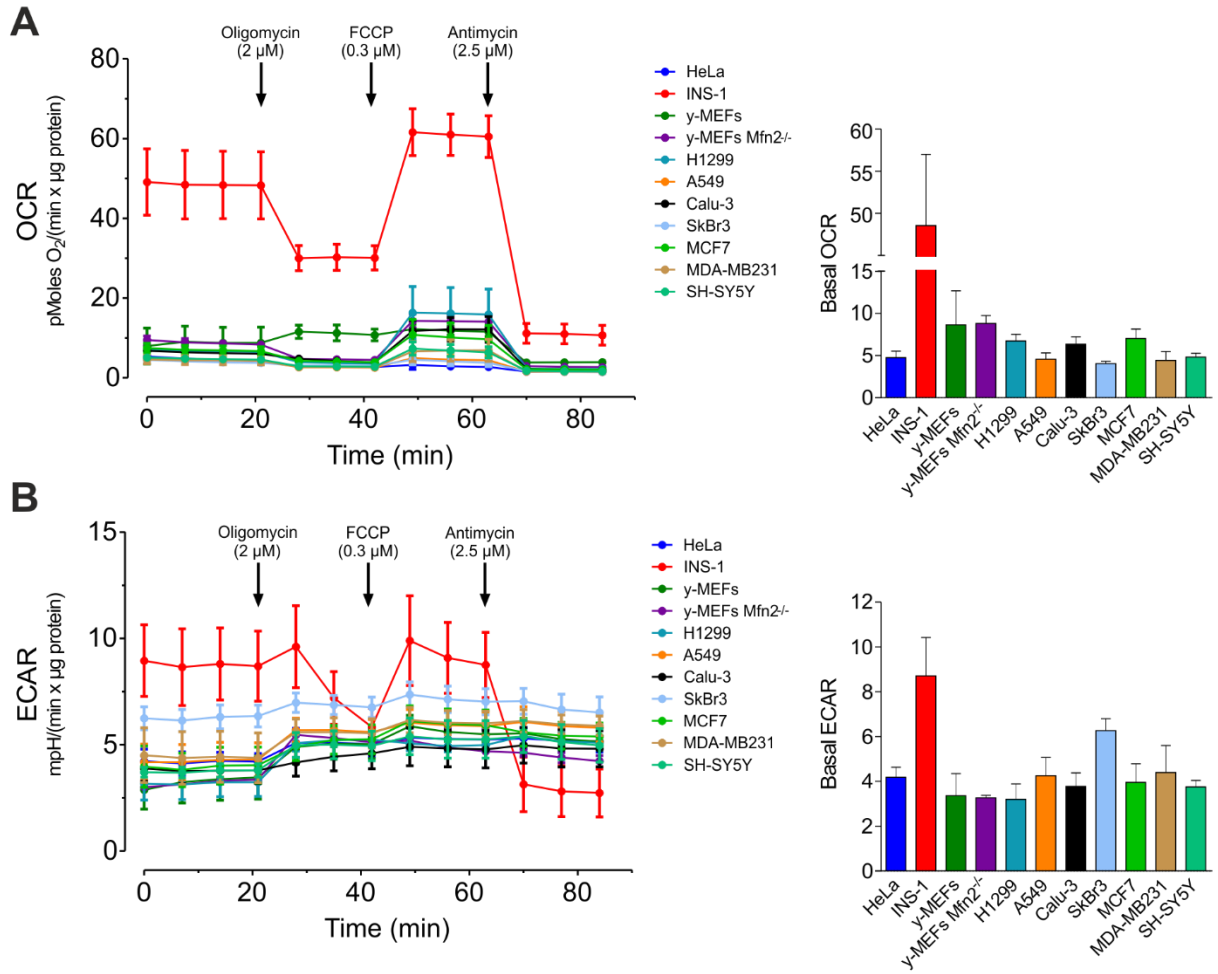 A
Oligomycin
(2 µM)
FCCP
(0.3 µM)
Antimycin
(2.5 µM)
OCR
pMoles O₂/(min x µg protein)
80
60
40
20
0
0 20 40 60 80
Time (min)
HeLa
INS-1
y-MEFs
y-MEFs Mfn2⁻/⁻
H1299
A549
Calu-3
SkBr3
MCF7
MDA-MB231
SH-SY5Y
Basal OCR
60
50
15
10
5
0
HeLa
INS-1
y-MEFs
y-MEFs Mfn2⁻/⁻
H1299
A549
Calu-3
SkBr3
MCF7
MDA-MB231
SH-SY5Y
B
Oligomycin
(2 µM)
FCCP
(0.3 µM)
Antimycin
(2.5 µM)
ECAR
mpH/(min x µg protein)
15
10
5
0
0 20 40 60 80
Time (min)
HeLa
INS-1
y-MEFs
y-MEFs Mfn2⁻/⁻
H1299
A549
Calu-3
SkBr3
MCF7
MDA-MB231
SH-SY5Y
Basal ECAR
12
10
8
6
4
2
0
HeLa
INS-1
y-MEFs
y-MEFs Mfn2⁻/⁻
H1299
A549
Calu-3
SkBr3
MCF7
MDA-MB231
SH-SY5Y